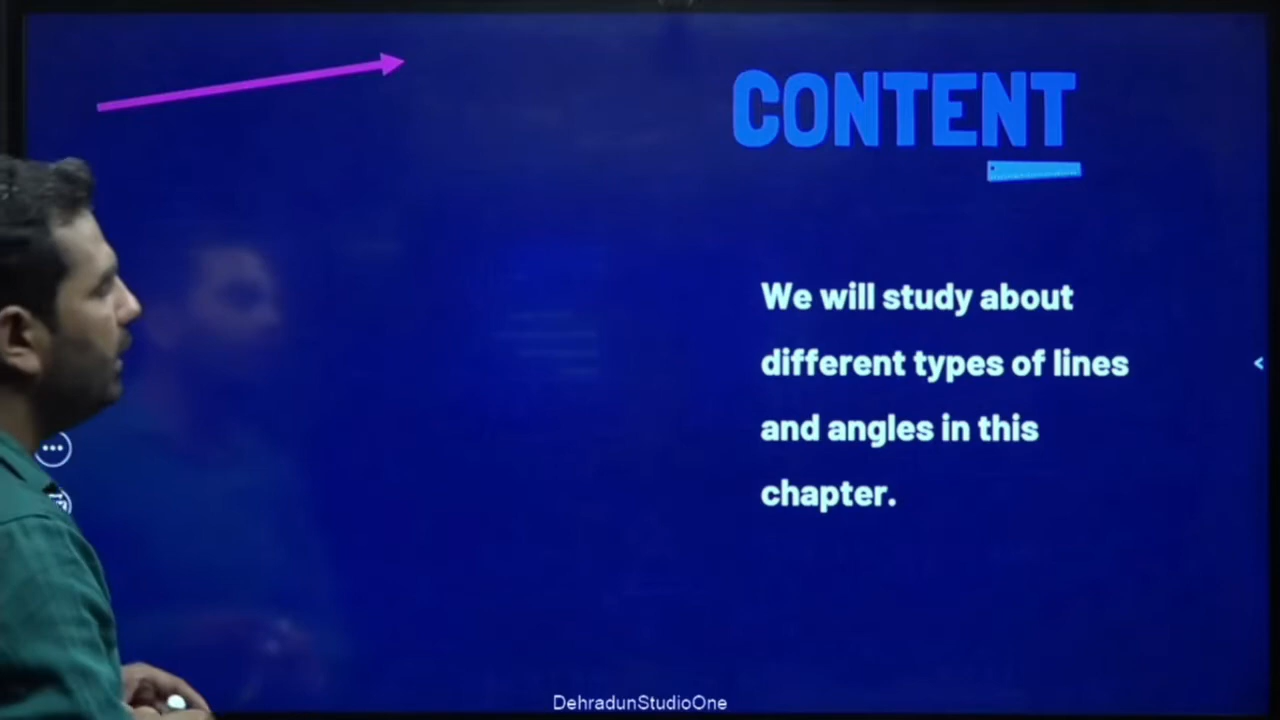 CONTENT
We will study about
different types of lines
and angles in this
chapter.
DehradunStudioOne